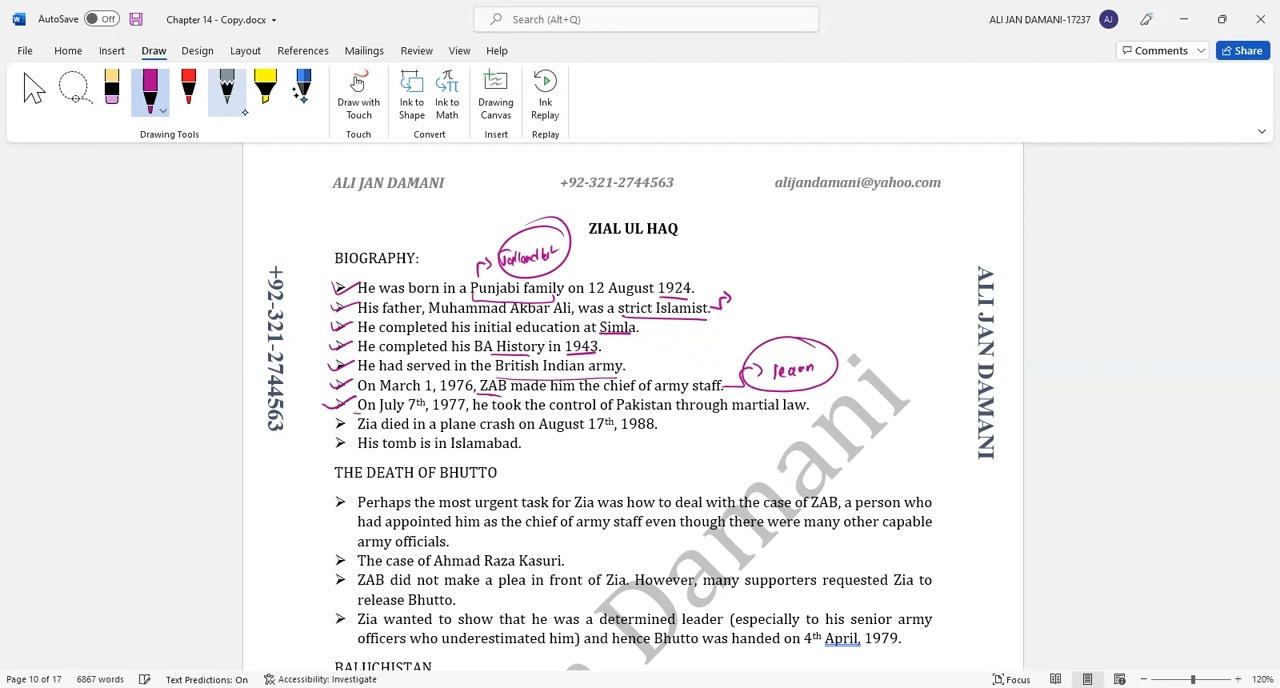 AutoSave Off Chapter 14 - Copy.docx Search (Alt+Q) ALI JAN DAMANI-17237 AJ
File Home Insert Draw Design Layout References Mailings Review View Help Comments Share
Draw with Touch Ink to Shape Ink to Math Drawing Canvas Ink Replay
Drawing Tools Touch Convert Insert Replay
ALI JAN DAMANI +92-321-2744563 alijandamani@yahoo.com
ZIAL UL HAQ
BIOGRAPHY:
He was born in a Punjabi family on 12 August 1924.
His father, Muhammad Akbar Ali, was a strict Islamist.
He completed his initial education at Simla.
He completed his BA History in 1943.
He had served in the British Indian army.
learn
On March 1, 1976, ZAB made him the chief of army staff.
On July 7th, 1977, he took the control of Pakistan through martial law.
Zia died in a plane crash on August 17th, 1988.
His tomb is in Islamabad.
THE DEATH OF BHUTTO
Perhaps the most urgent task for Zia was how to deal with the case of ZAB, a person who
had appointed him as the chief of army staff even though there were many other capable
army officials.
The case of Ahmad Raza Kasuri.
ZAB did not make a plea in front of Zia. However, many supporters requested Zia to
release Bhutto.
Zia wanted to show that he was a determined leader (especially to his senior army
officers who underestimated him) and hence Bhutto was handed on 4th April, 1979.
BALUCHISTAN
+92-321-2744563
ALI JAN DAMANI
Damani
Page 10 of 17 6867 words Text Predictions: On Accessibility: Investigate Focus 120%